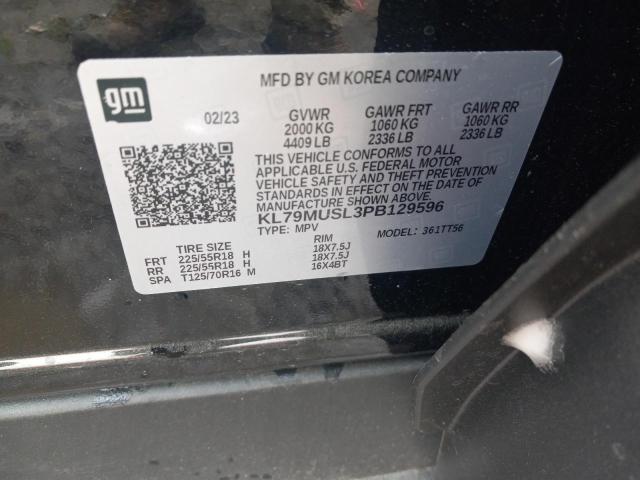 gm
MFD BY GM KOREA COMPANY
02/23 GVWR GAWR FRT GAWR RR
2000 KG 1060 KG 1060 KG
4409 LB 2336 LB 2336 LB
THIS VEHICLE CONFORMS TO ALL
APPLICABLE U.S. FEDERAL MOTOR
VEHICLE SAFETY AND THEFT PREVENTION
STANDARDS IN EFFECT ON THE DATE OF
MANUFACTURE SHOWN ABOVE.
KL79MUSL3PB129596
TYPE: MPV MODEL: 361TT56
TIRE SIZE RIM
FRT 225/55R18 H 18X7.5J
RR 225/55R18 H 18X7.5J
SPA T125/70R16 M 16X4BT